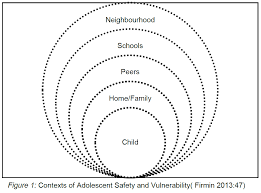 Neighbourhood
Schools
Peers
Home/Family
Child
Figure 1: Contexts of Adolescent Safety and Vulnerability( Firmin 2013:47)